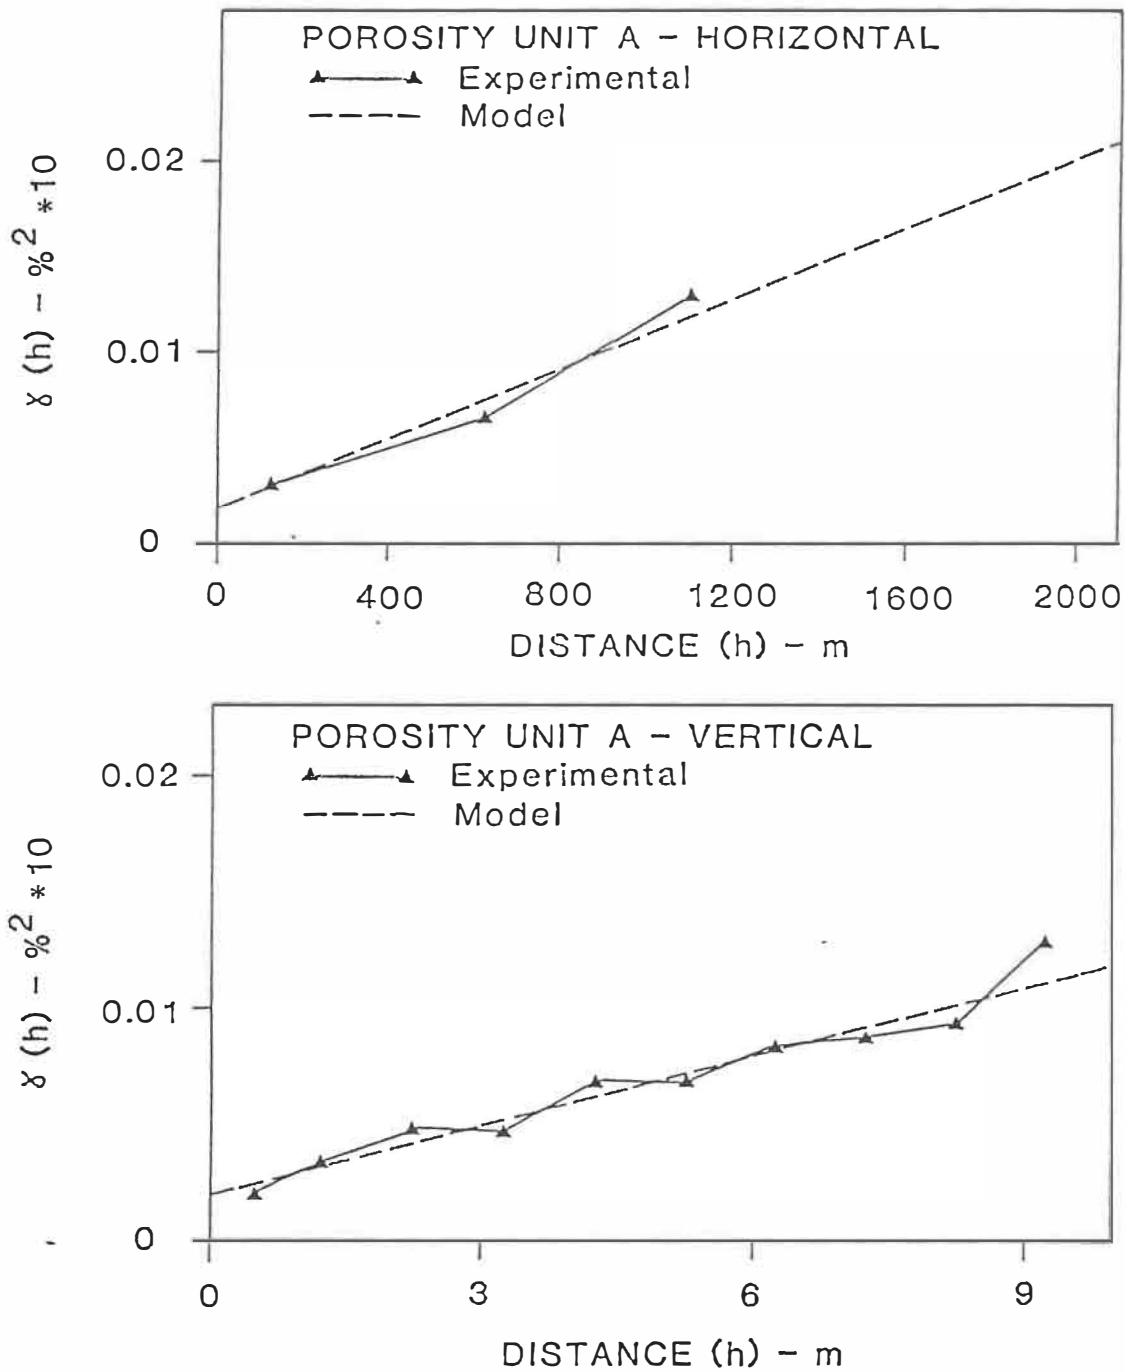 POROSITY UNIT A – HORIZONTAL
Experimental
Model
0.02
0.01
0
γ (h) – %² *10
0 400 800 1200 1600 2000
DISTANCE (h) – m
POROSITY UNIT A – VERTICAL
Experimental
Model
0.02
0.01
0
γ (h) – %² *10
0 3 6 9
DISTANCE (h) – m